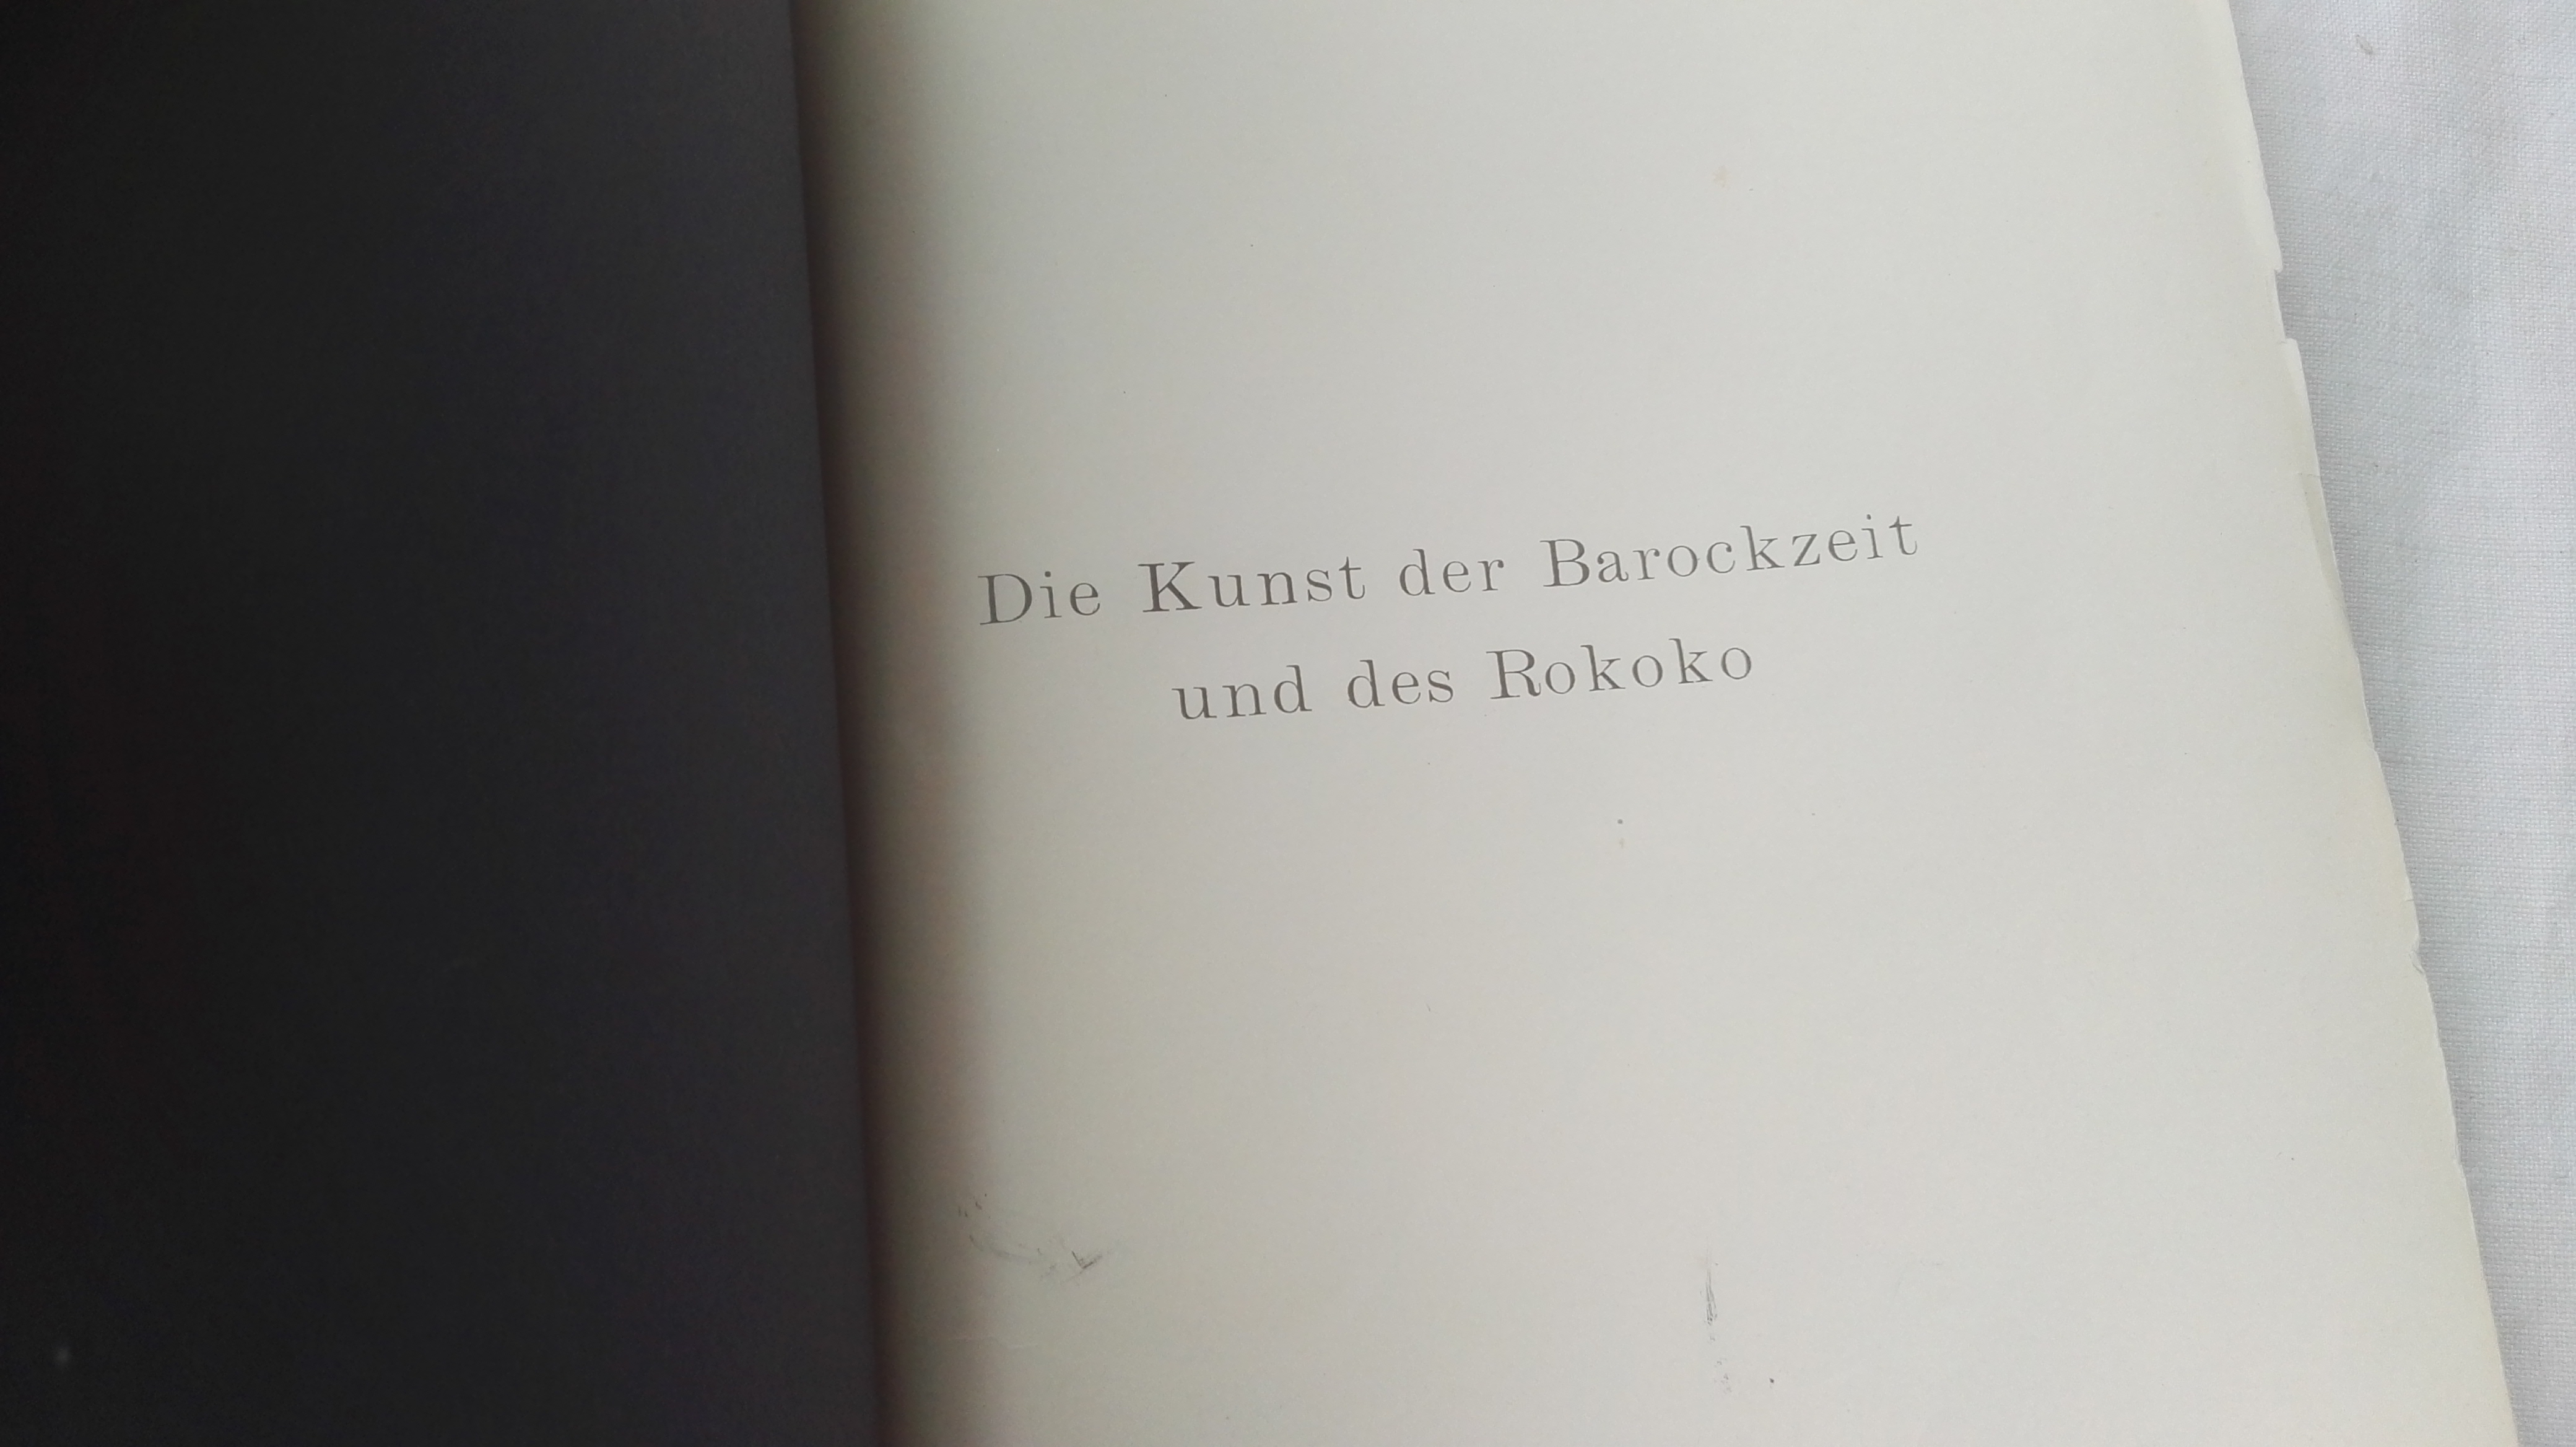 Die Kunst der Barockzeit
und des Rokoko